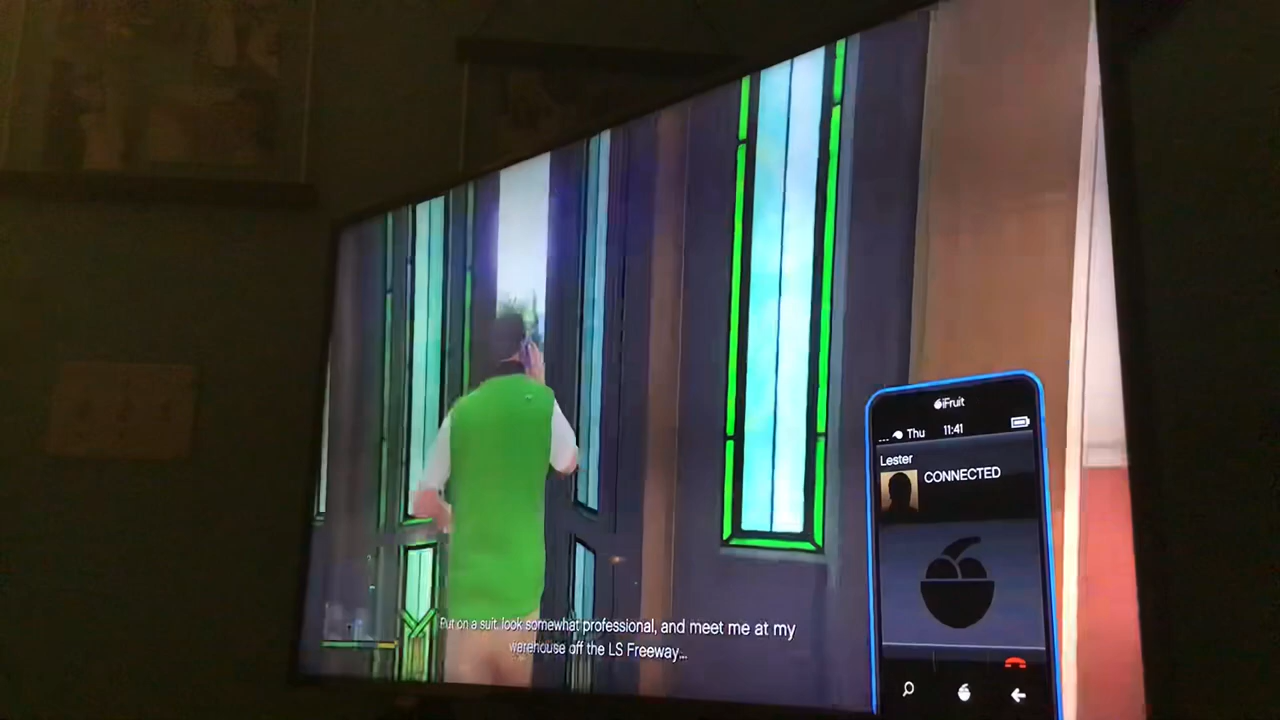 iFruit
Thu 11:41
Lester
CONNECTED
Put on a suit, look somewhat professional, and meet me at my
warehouse off the LS Freeway...